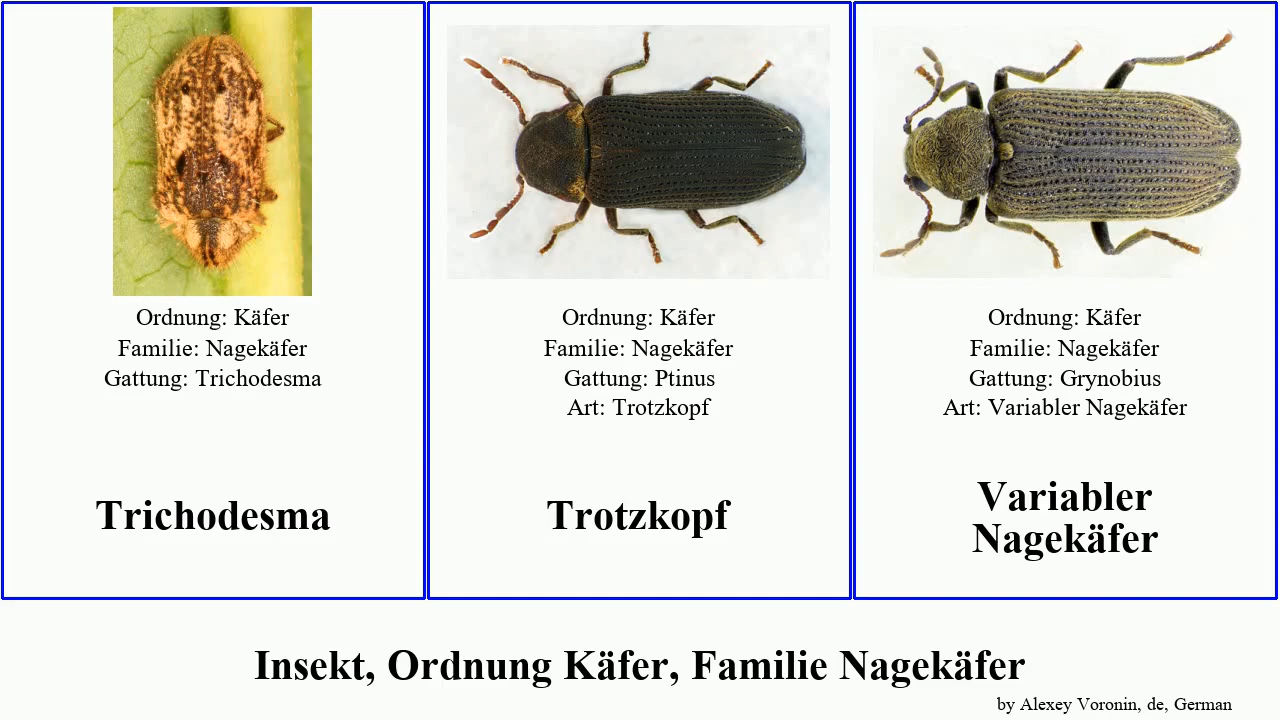 Ordnung: Käfer
Familie: Nagekäfer
Gattung: Trichodesma
Trichodesma
Ordnung: Käfer
Familie: Nagekäfer
Gattung: Ptinus
Art: Trotzkopf
Trotzkopf
Ordnung: Käfer
Familie: Nagekäfer
Gattung: Grynobius
Art: Variabler Nagekäfer
Variabler
Nagekäfer
Insekt, Ordnung Käfer, Familie Nagekäfer
by Alexey Voronin, de, German